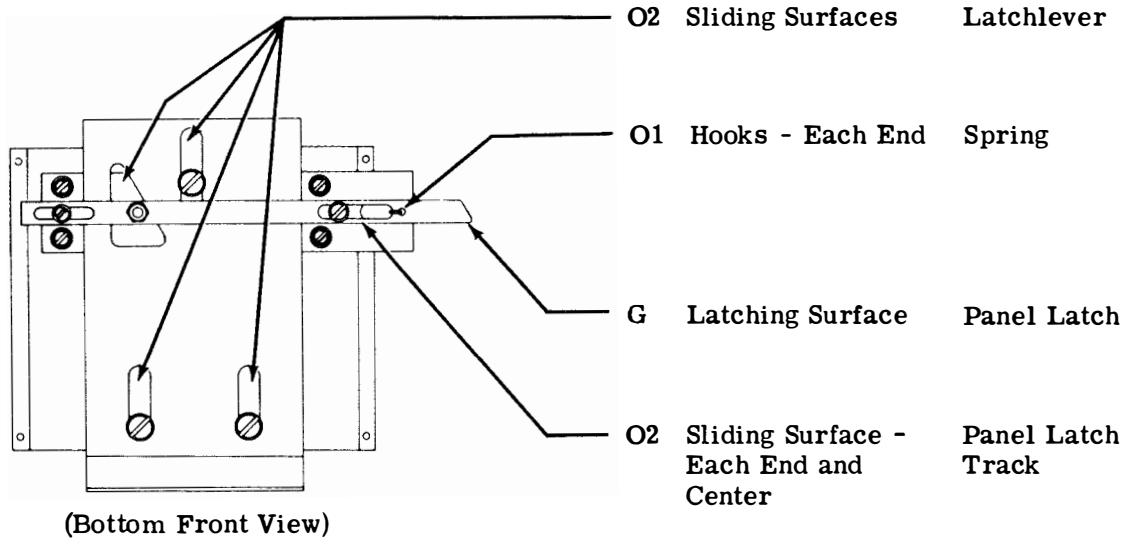 O2 Sliding Surfaces Latchlever
O1 Hooks - Each End Spring
G Latching Surface Panel Latch
O2 Sliding Surface - Panel Latch
Each End and Track
Center
(Bottom Front View)